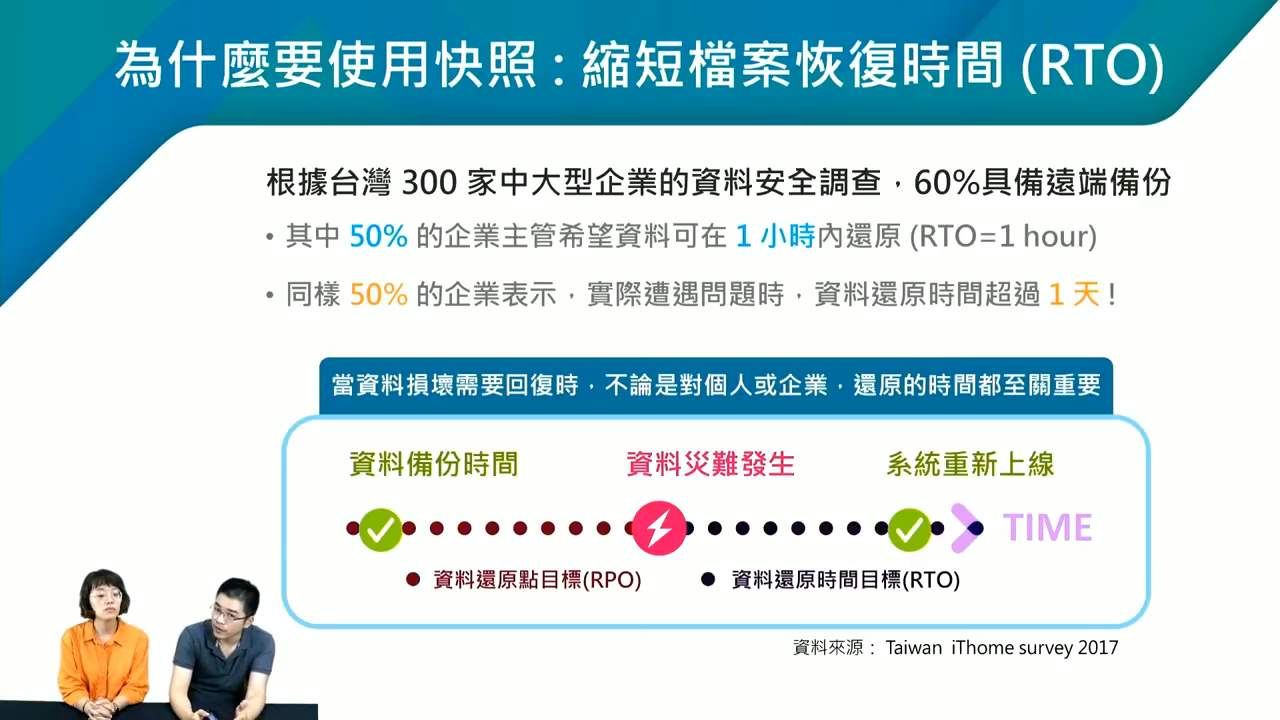 為什麼要使用快照 : 縮短檔案恢復時間 (RTO)
根據台灣 300 家中大型企業的資料安全調查，60%具備遠端備份
• 其中 50% 的企業主管希望資料可在 1 小時內還原 (RTO=1 hour)
• 同樣 50% 的企業表示，實際遭遇問題時，資料還原時間超過 1 天 !
當資料損壞需要回復時，不論是對個人或企業，還原的時間都至關重要
資料備份時間 資料災難發生 系統重新上線
TIME
資料還原點目標(RPO) 資料還原時間目標(RTO)
資料來源： Taiwan iThome survey 2017